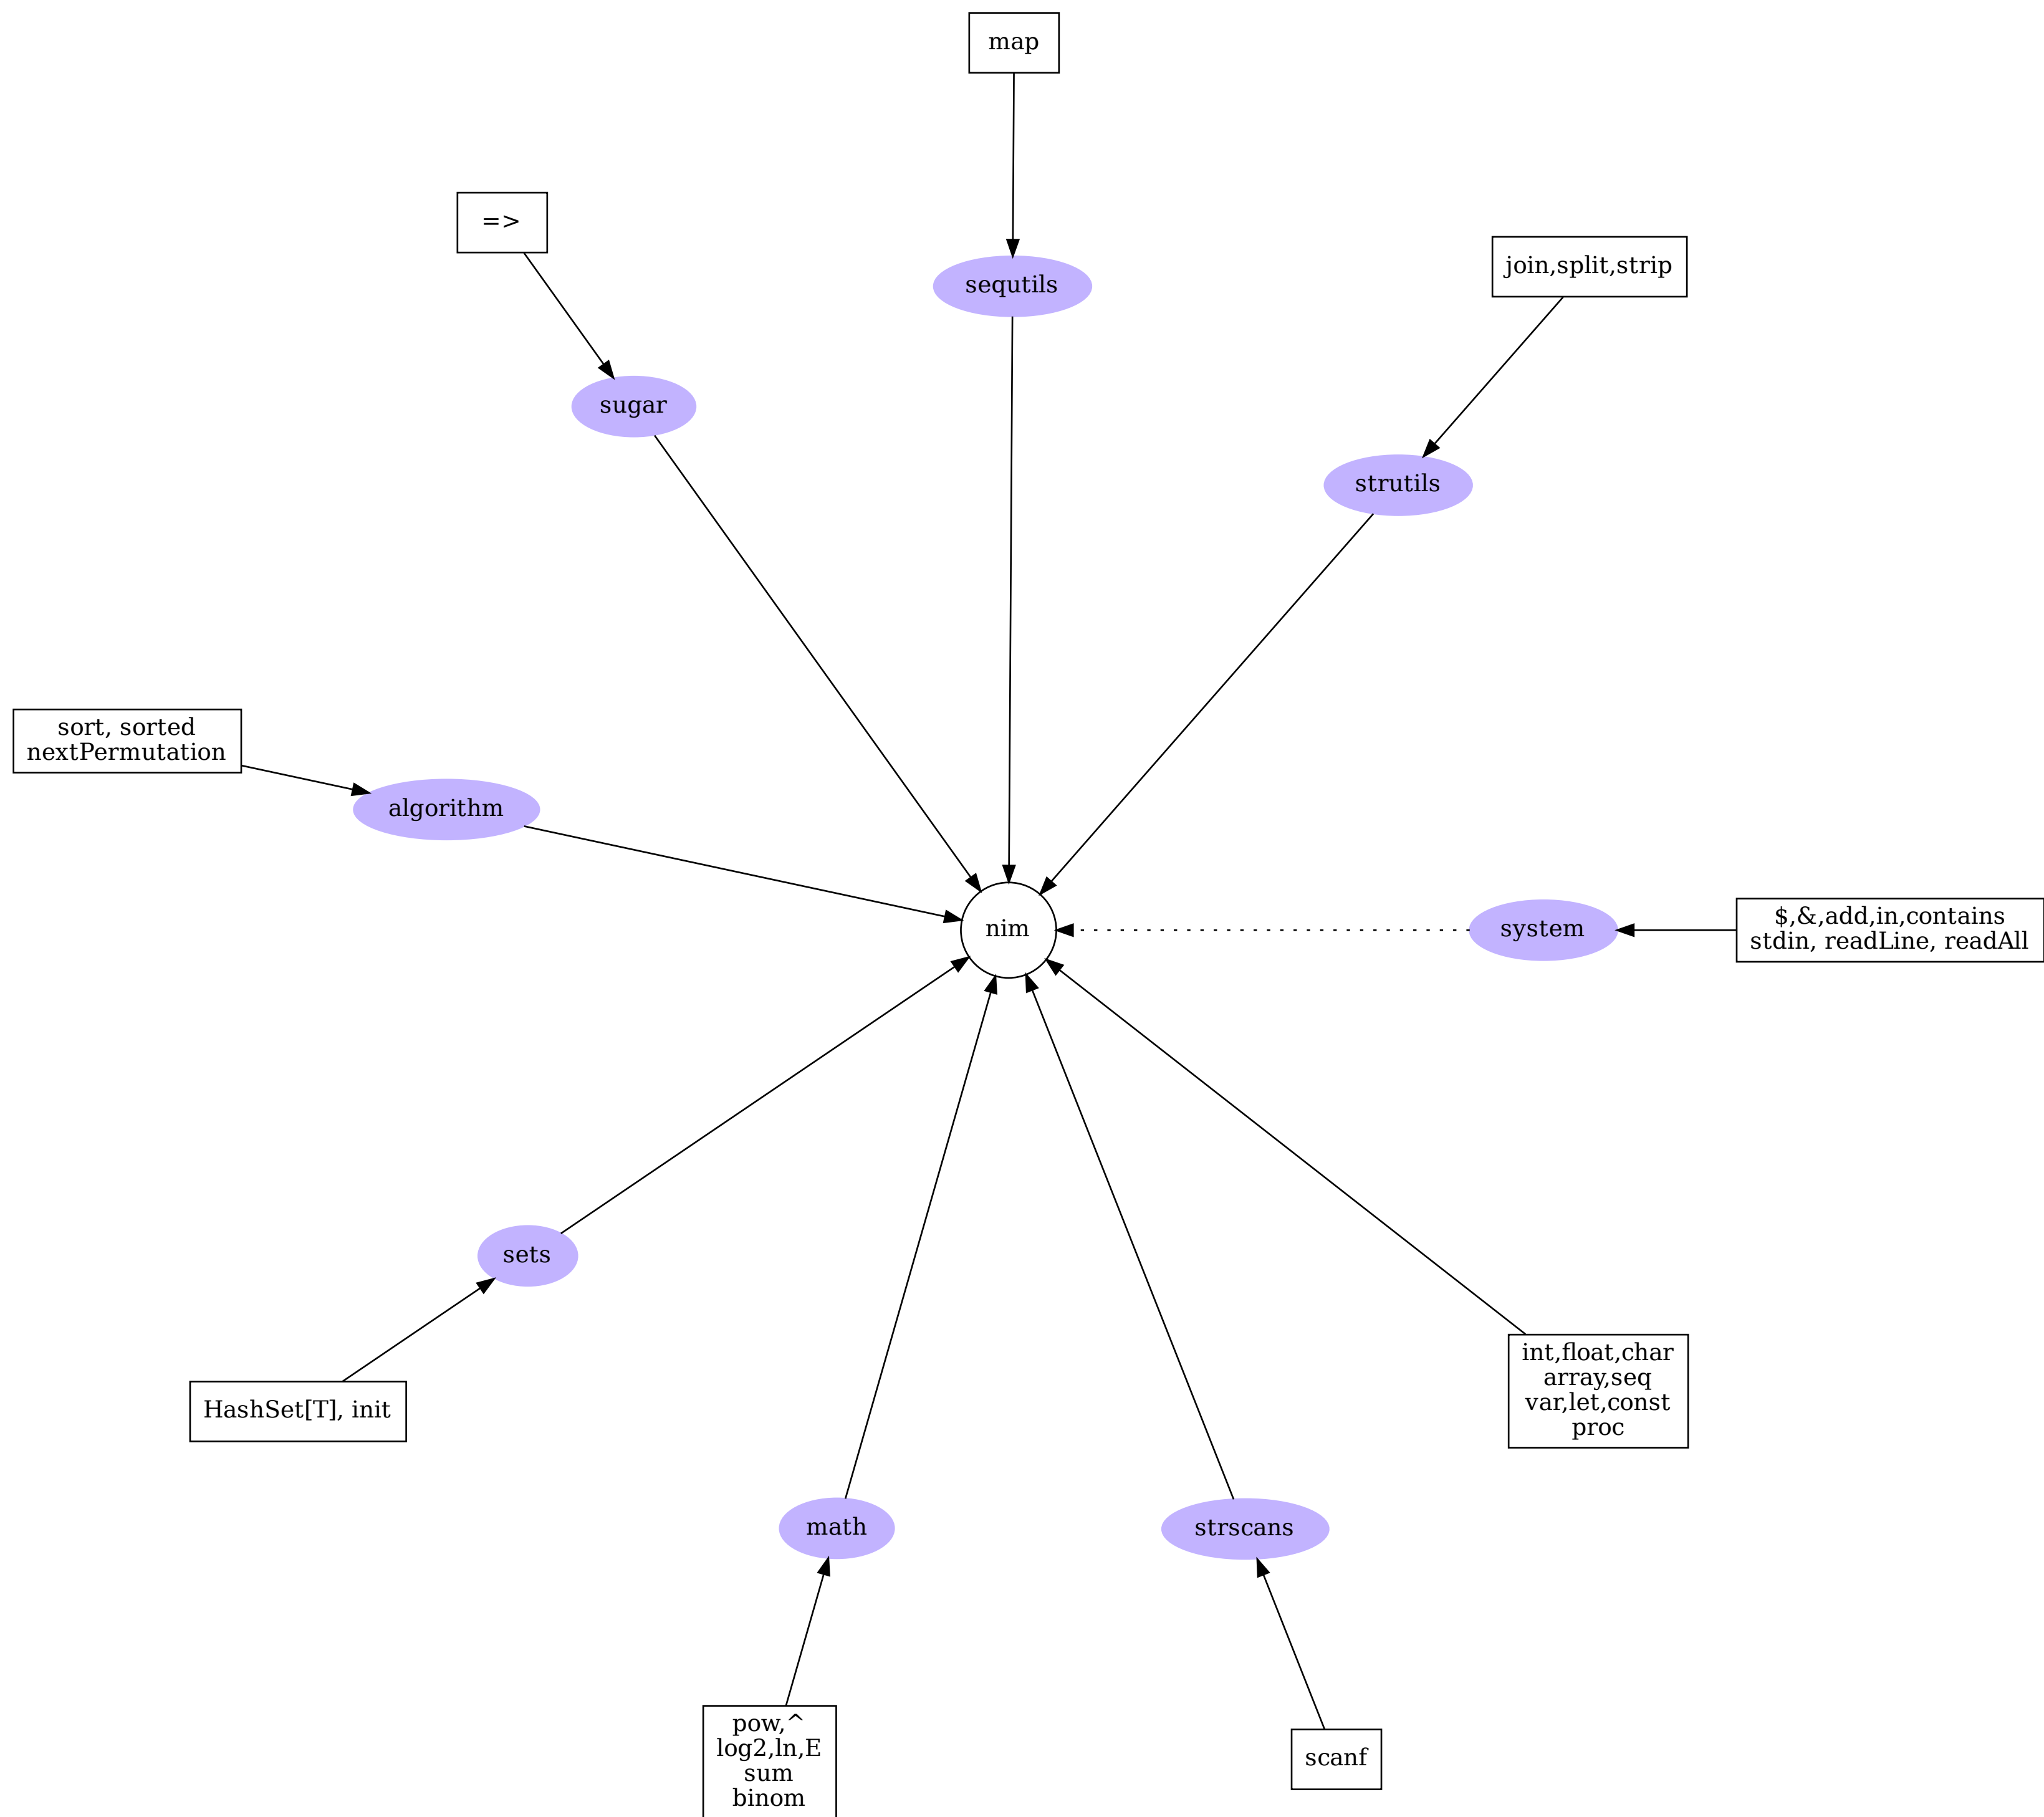 map
=>
join,split,strip
sequtils
sugar
strutils
sort, sorted
nextPermutation
algorithm
nim
system
$,&,add,in,contains
stdin, readLine, readAll
sets
HashSet[T], init
int,float,char
array,seq
var,let,const
proc
math
strscans
pow,^
log2,ln,E
sum
binom
scanf